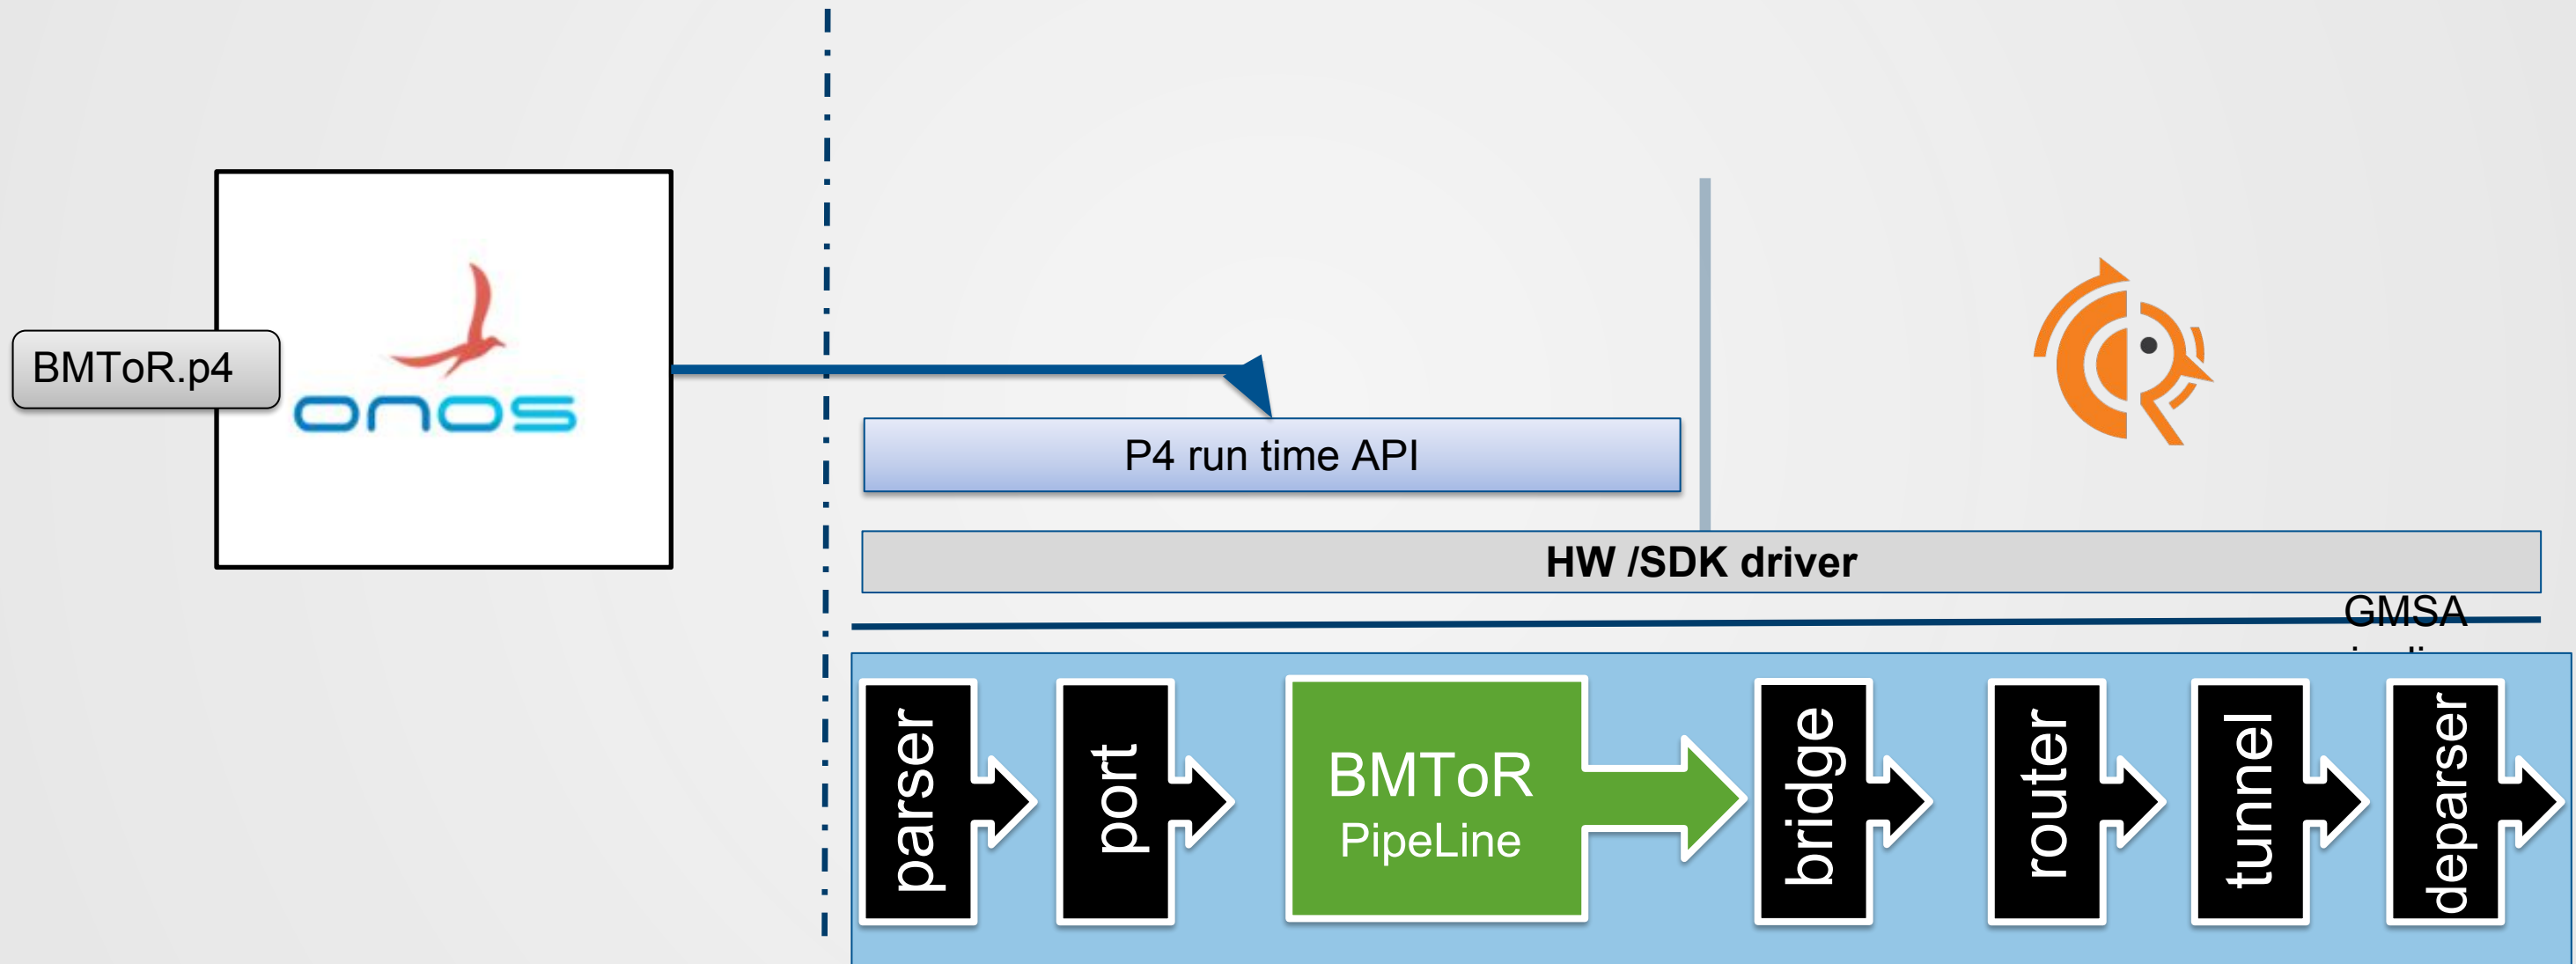 BMToR.p4
onos
P4 run time API
HW /SDK driver
GMSA
parser
port
BMToR
PipeLine
bridge
router
tunnel
deparser